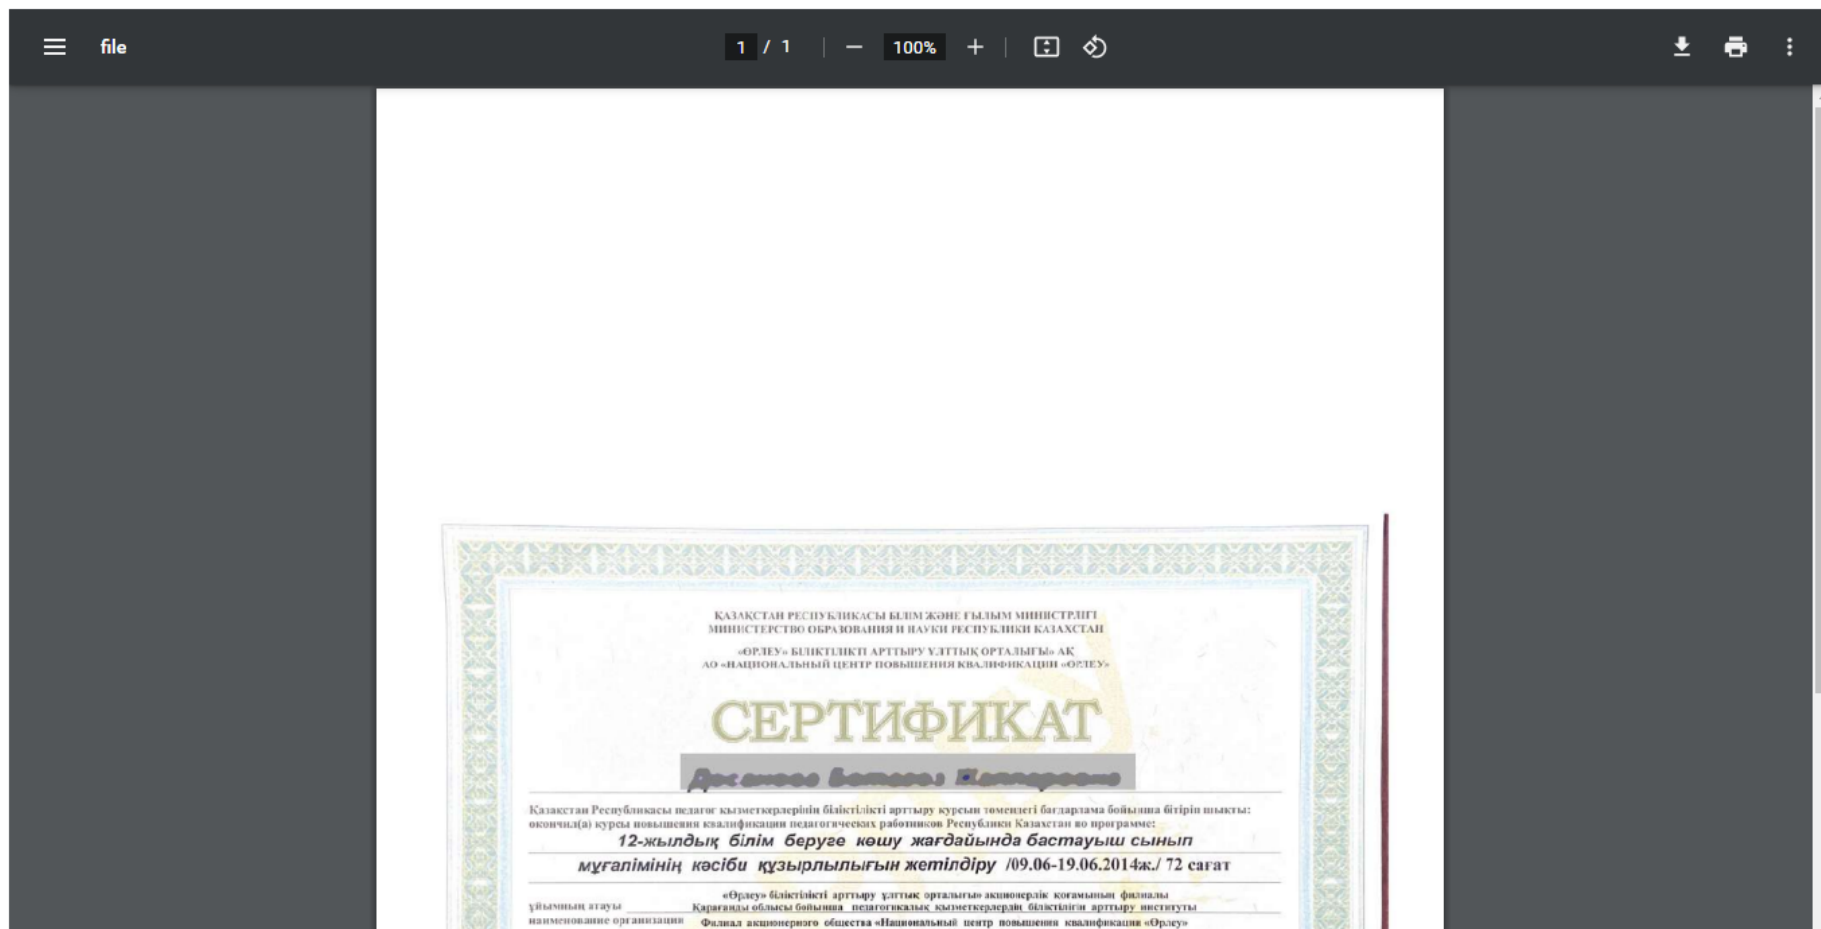 file
1 / 1
100%
ҚАЗАҚСТАН РЕСПУБЛИКАСЫ БІЛІМ ЖӘНЕ ҒЫЛЫМ МИНИСТРЛІГІ
МИНИСТЕРСТВО ОБРАЗОВАНИЯ И НАУКИ РЕСПУБЛИКИ КАЗАХСТАН
«ӨРЛЕУ» БІЛІКТІЛІКТІ АРТТЫРУ ҰЛТТЫҚ ОРТАЛЫҒЫ» АҚ
АО «НАЦИОНАЛЬНЫЙ ЦЕНТР ПОВЫШЕНИЯ КВАЛИФИКАЦИИ «ӨРЛЕУ»
СЕРТИФИКАТ
Қазақстан Республикасы педагог қызметкерлерінің біліктілікті арттыру курсын төмендегі бағдарлама бойынша бітіріп шықты:
окончил(а) курсы повышения квалификации педагогических работников Республики Казахстан по программе:
12-жылдық білім беруге көшу жағдайында бастауыш сынып
мұғалімінің кәсіби құзырлылығын жетілдіру /09.06-19.06.2014ж./ 72 сағат
«Өрлеу» біліктілікті арттыру ұлттық орталығы» акционерлік қоғамының филиалы
ұйымның атауы Қарағанды облысы бойынша педагогикалық қызметкерлердің біліктілігін арттыру институты
наименование организации Филиал акционерного общества «Национальный центр повышения квалификации «Өрлеу»